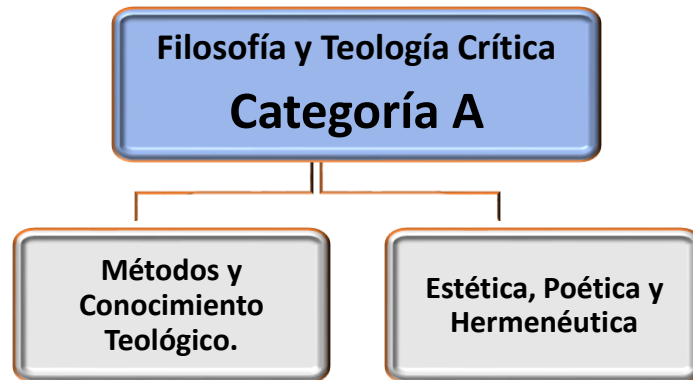 Filosofía y Teología Crítica
Categoría A
Métodos y
Conocimiento
Teológico.
Estética, Poética y
Hermenéutica